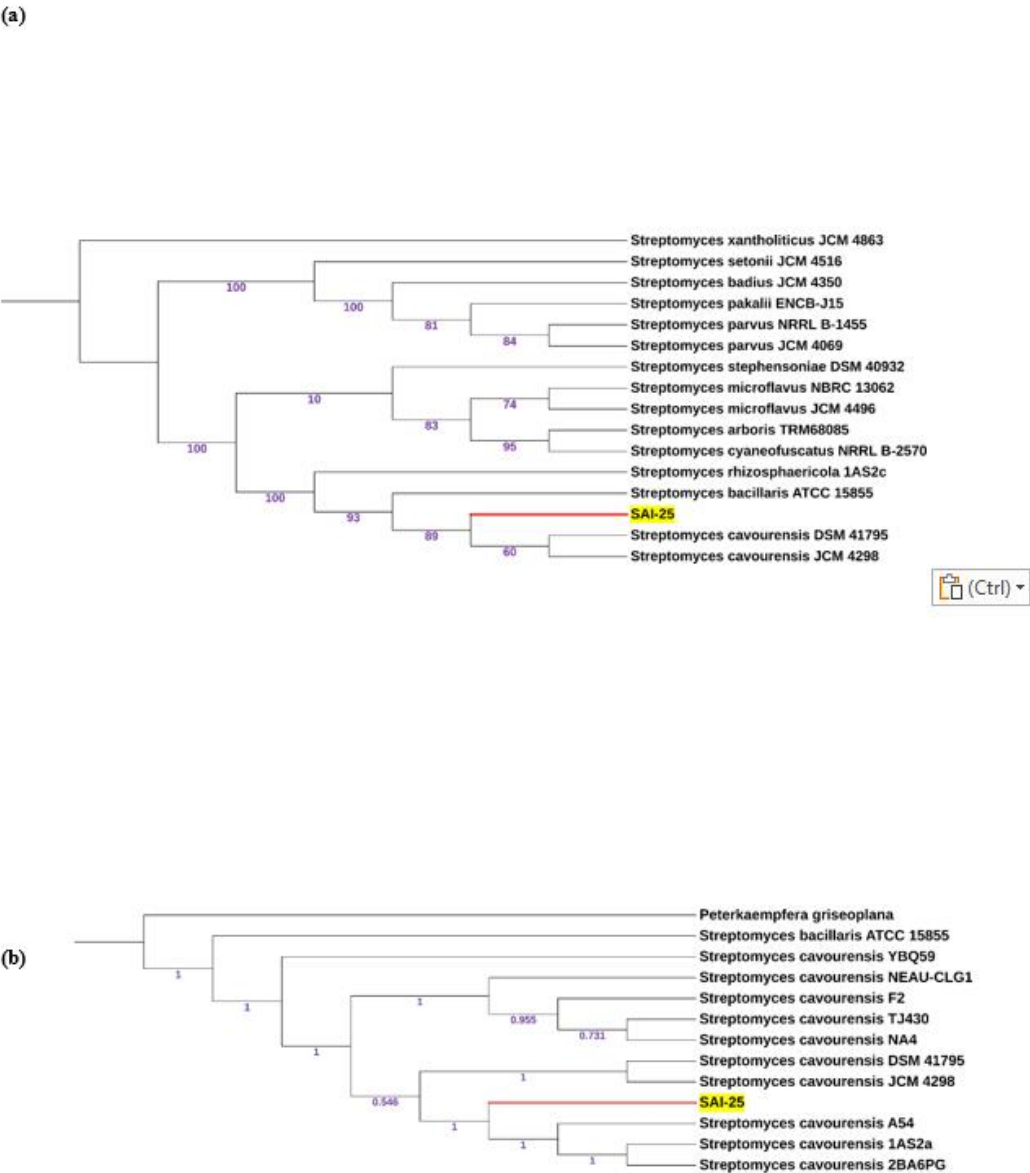 (a)
Streptomyces xantholiticus JCM 4863
Streptomyces setonii JCM 4516
100
Streptomyces badius JCM 4350
100
Streptomyces pakalii ENCB-J15
81
Streptomyces parvus NRRL B-1455
84
Streptomyces parvus JCM 4069
Streptomyces stephensoniae DSM 40932
Streptomyces microflavus NBRC 13062
10
74
Streptomyces microflavus JCM 4496
83
Streptomyces arboris TRM68085
95
Streptomyces cyaneofuscatus NRRL B-2570
100
Streptomyces rhizosphaericola 1AS2c
100
Streptomyces bacillaris ATCC 15855
93
SAI-25
89
Streptomyces cavourensis DSM 41795
60
Streptomyces cavourensis JCM 4298
(Ctrl)
Peterkaempfera griseoplana
Streptomyces bacillaris ATCC 15855
(b)
Streptomyces cavourensis YBQ59
1
Streptomyces cavourensis NEAU-CLG1
1
Streptomyces cavourensis F2
1
0.955
Streptomyces cavourensis TJ430
0.731
Streptomyces cavourensis NA4
1
Streptomyces cavourensis DSM 41795
1
Streptomyces cavourensis JCM 4298
0.546
SAI-25
Streptomyces cavourensis A54
1
1
Streptomyces cavourensis 1AS2a
1
Streptomyces cavourensis 2BA6PG